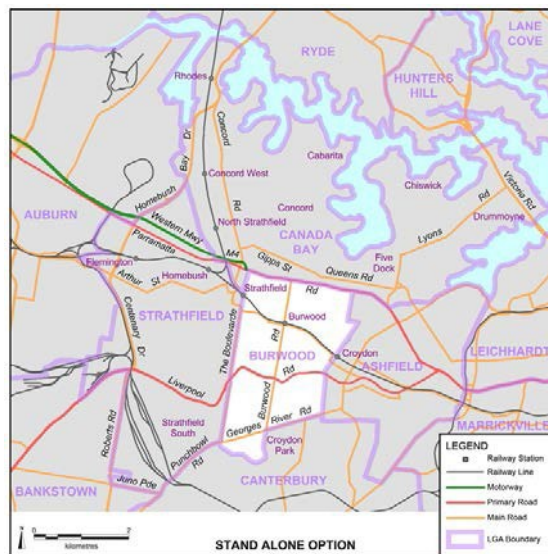 LANE
COVE
RYDE
HUNTERS
HILL
Rhodes
Concord
Rd
Homebush
Bay
Dr
Cabarita
Chiswick
Victoria Rd
Drummoyne
Concord West
Concord
CANADA
BAY
Lyons
Rd
Five
Dock
AUBURN
Western Mwy
M4
North Strathfield
Parramatta
Rd
Gipps St
Queens Rd
Flemington
Homebush
Arthur
St
Strathfield
STRATHFIELD
Centenary
Dr
The Boulevarde
Burwood
BURWOOD
Croydon
ASHFIELD
LEICHHARDT
Liverpool
Rd
Burwood
Rd
Georges
River
Rd
Roberts Rd
Strathfield
South
Punchbowl
Rd
Croydon
Park
MARRICKVILLE
Juno Pde
BANKSTOWN
CANTERBURY
LEGEND
Railway Station
Railway Line
Motorway
Primary Road
Main Road
LGA Boundary
N
0
2
kilometres
STAND ALONE OPTION